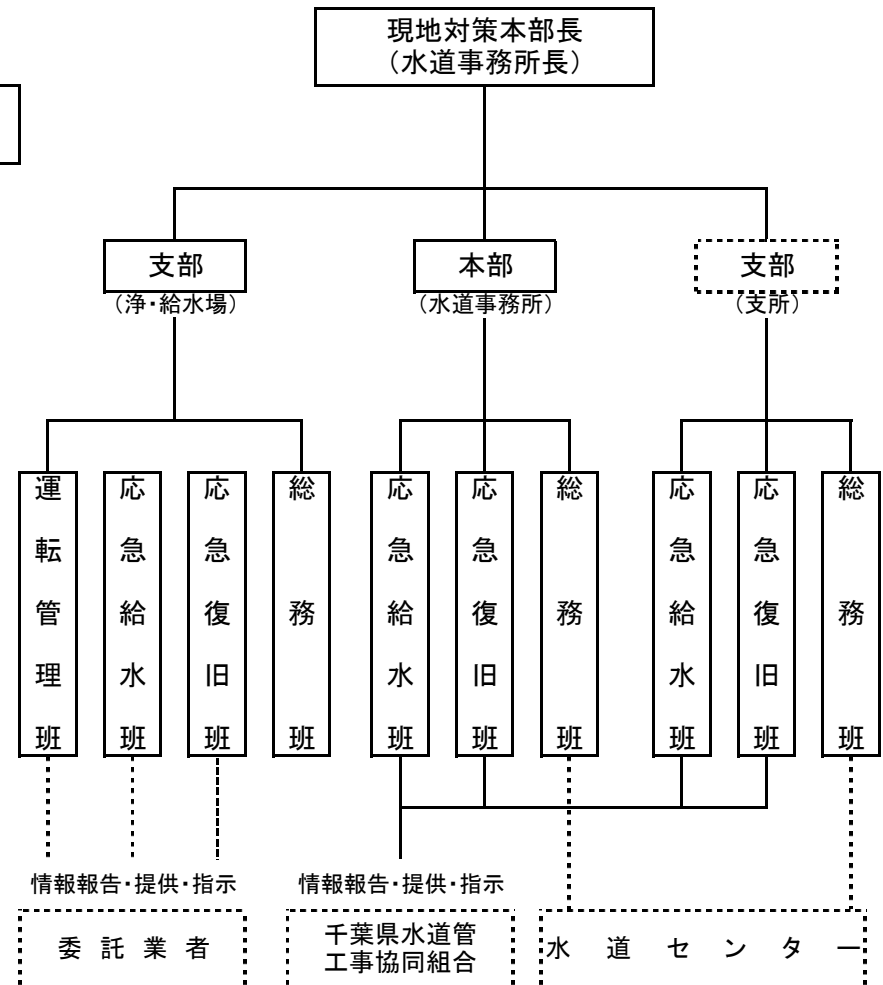 現地対策本部長
（水道事務所長）
支部
（浄・給水場）
本部
（水道事務所）
支部
（支所）
運転管理班
応急給水班
応急復旧班
総務班
応急給水班
応急復旧班
総務班
応急給水班
応急復旧班
総務班
情報報告・提供・指示
情報報告・提供・指示
委託業者
千葉県水道管
工事協同組合
水道センター